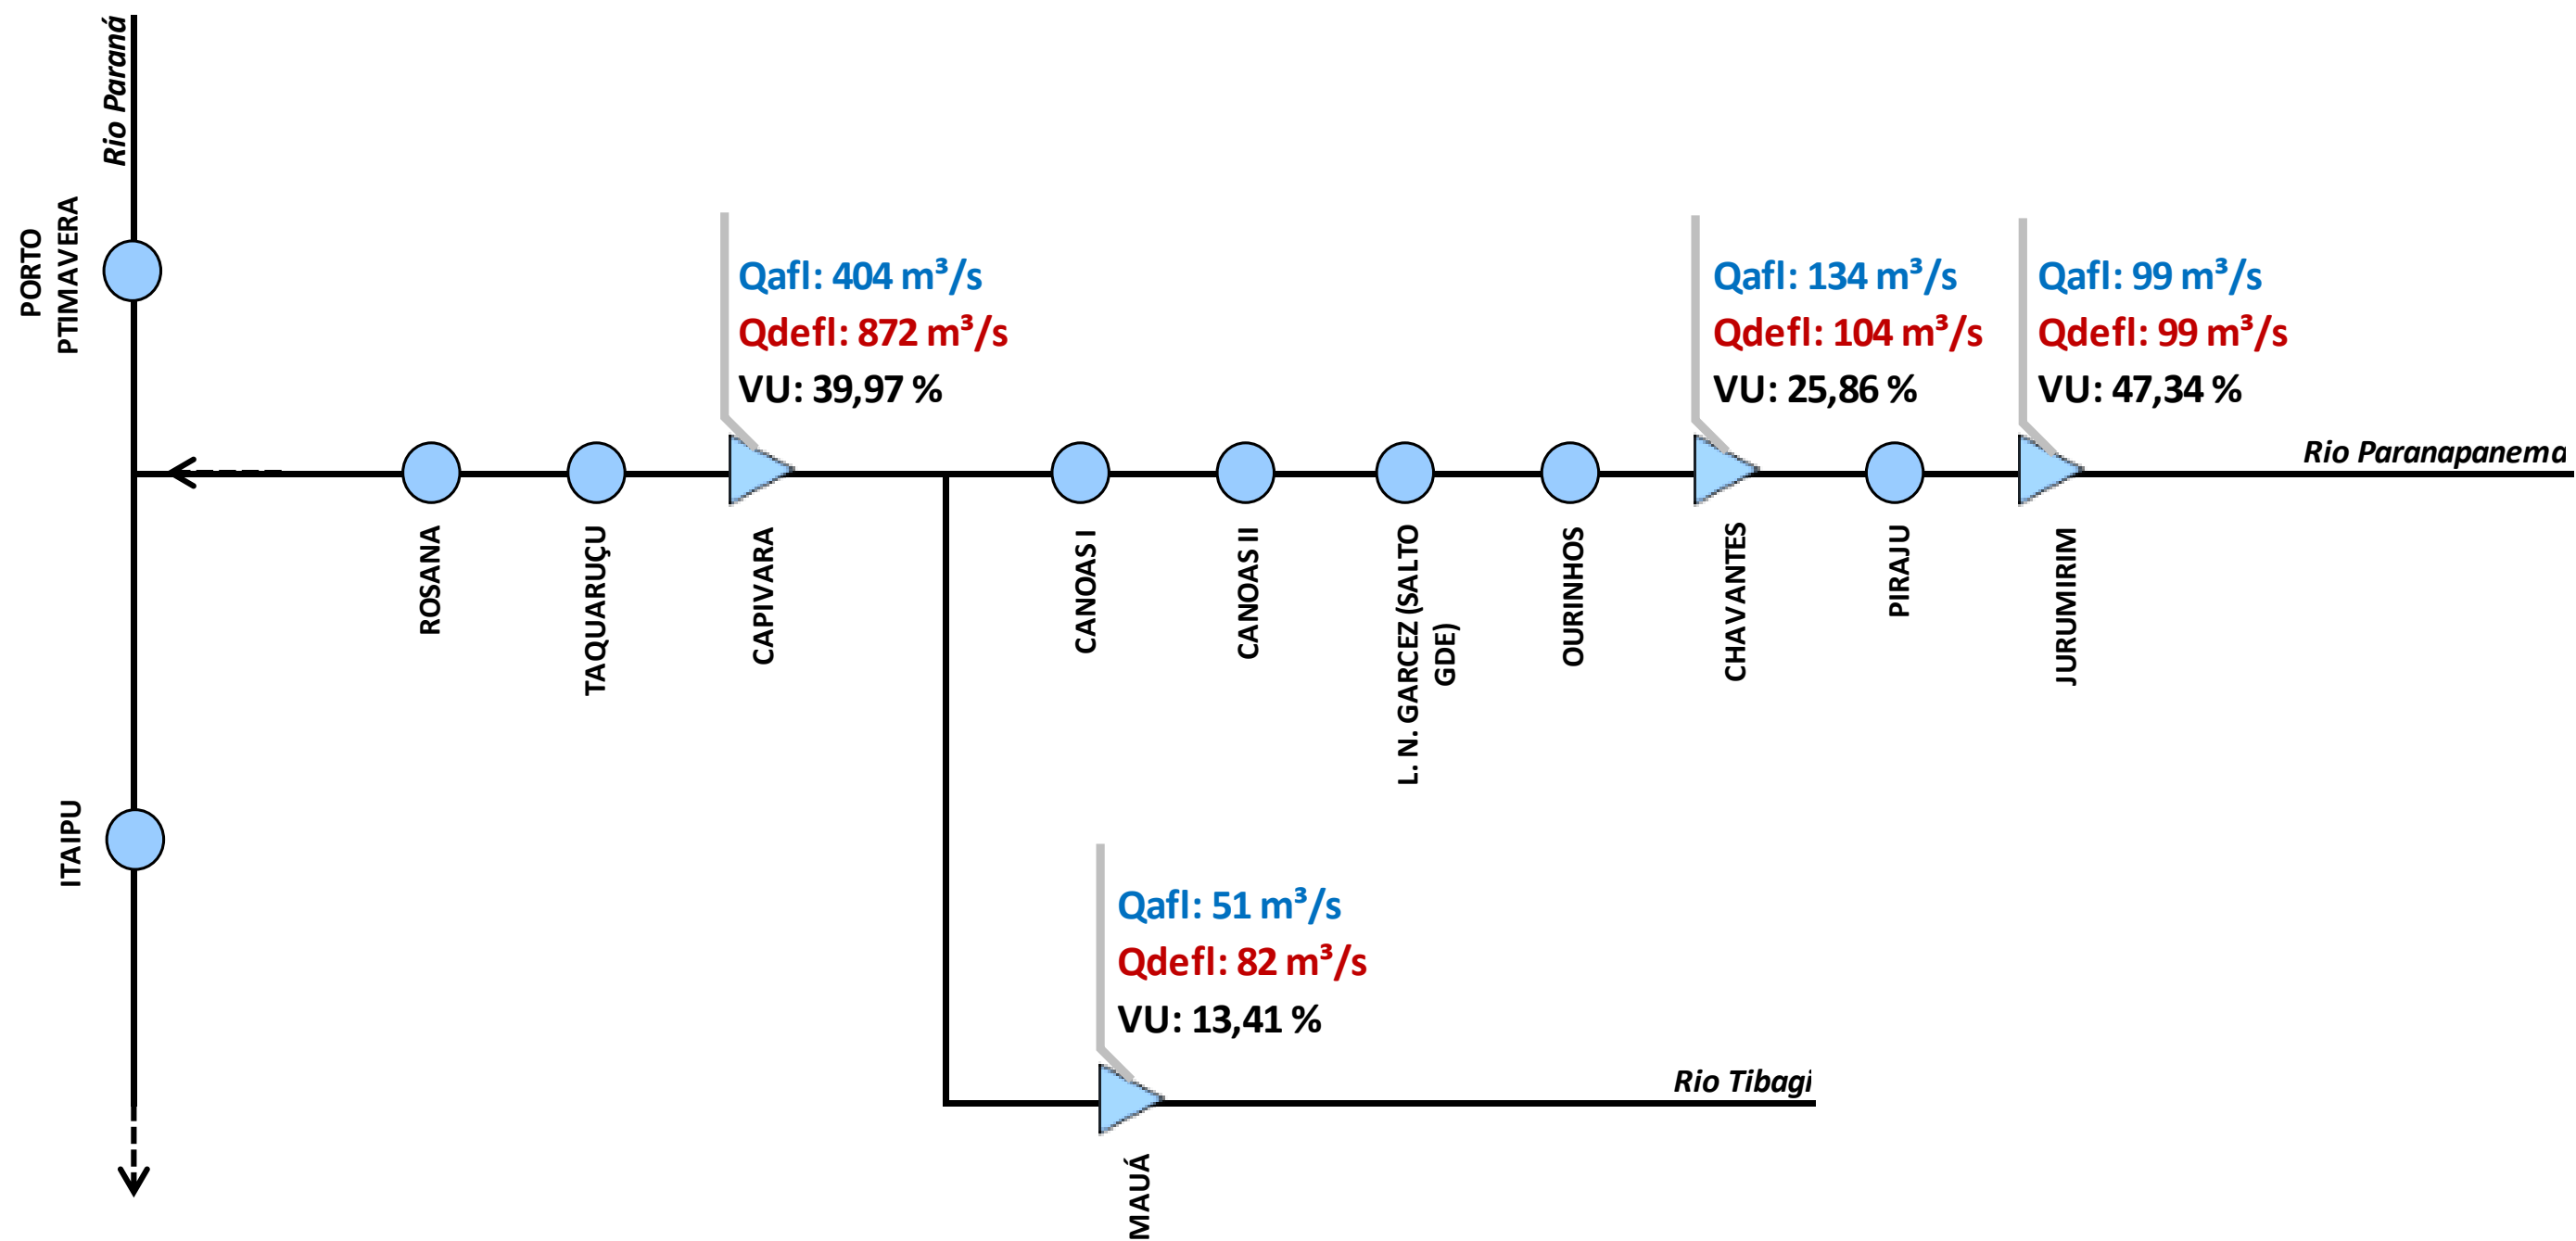 Rio Paraná
PORTO
PTIMAVERA
Qafl: 404 m³/s
Qdefl: 872 m³/s
VU: 39,97 %
Qafl: 134 m³/s
Qdefl: 104 m³/s
VU: 25,86 %
Qafl: 99 m³/s
Qdefl: 99 m³/s
VU: 47,34 %
Rio Paranapanema
ROSANA
TAQUARUÇU
CAPIVARA
CANOAS I
CANOAS II
L. N. GARCEZ (SALTO
GDE)
OURINHOS
CHAVANTES
PIRAJU
JURUMIRIM
ITAIPU
Qafl: 51 m³/s
Qdefl: 82 m³/s
VU: 13,41 %
Rio Tibagi
MAUÁ